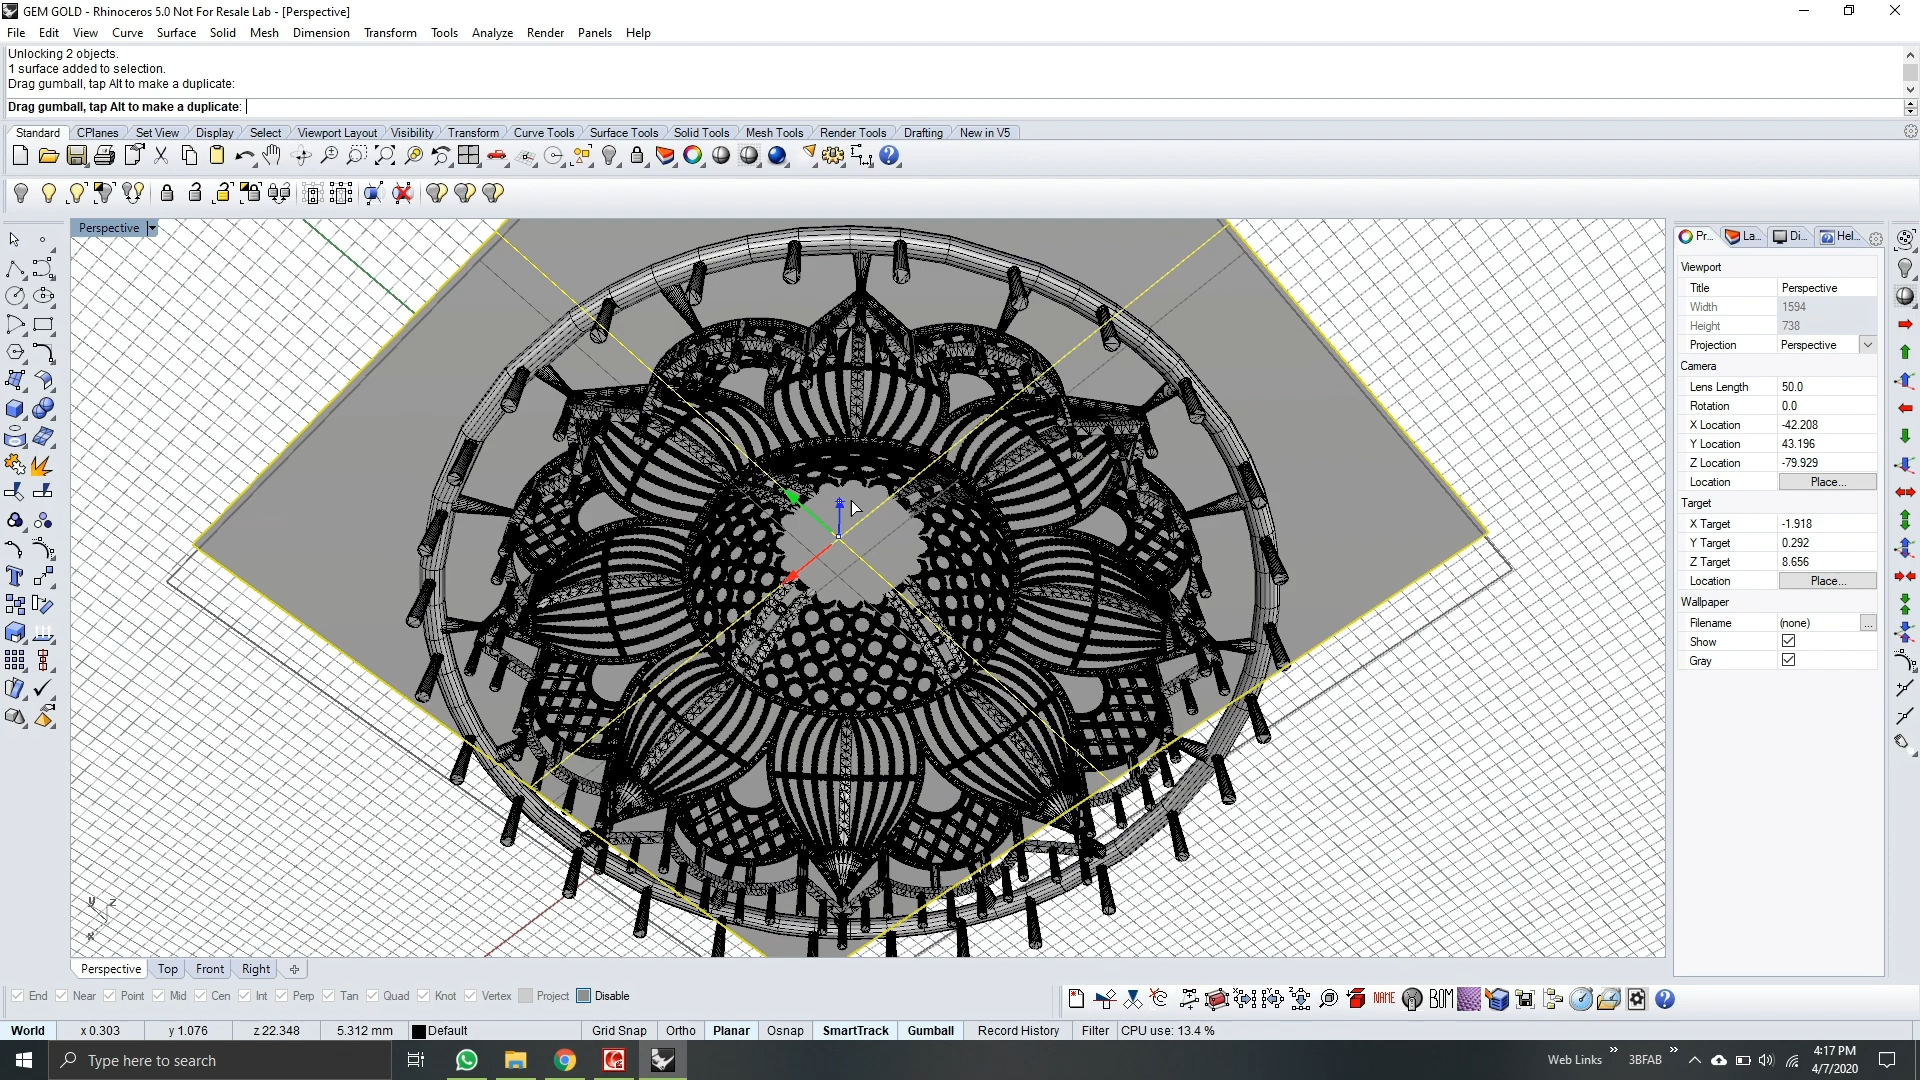 GEM GOLD - Rhinoceros 5.0 Not For Resale Lab - [Perspective]
File Edit View Curve Surface Solid Mesh Dimension Transform Tools Analyze Render Panels Help
Unlocking 2 objects.
1 surface added to selection.
Drag gumball, tap Alt to make a duplicate:
Drag gumball, tap Alt to make a duplicate:
Standard CPlanes Set View Display Select Viewport Layout Visibility Transform Curve Tools Surface Tools Solid Tools Mesh Tools Render Tools Drafting New in V5
Perspective
Pr... La... Di... Hel...
Viewport
Title Perspective
Width 1594
Height 738
Projection Perspective
Camera
Lens Length 50.0
Rotation 0.0
X Location -42.208
Y Location 43.196
Z Location -79.929
Location Place...
Target
X Target -1.918
Y Target 0.292
Z Target 8.656
Location Place...
Wallpaper
Filename (none) ...
Show
Gray
y z
x
Perspective Top Front Right
End Near Point Mid Cen Int Perp Tan Quad Knot Vertex Project Disable
NAME BOM
World x 0.303 y 1.076 z 22.348 5.312 mm Default Grid Snap Ortho Planar Osnap SmartTrack Gumball Record History Filter CPU use: 13.4 %
Type here to search
Web Links » 3BFAB »
4:17 PM
4/7/2020